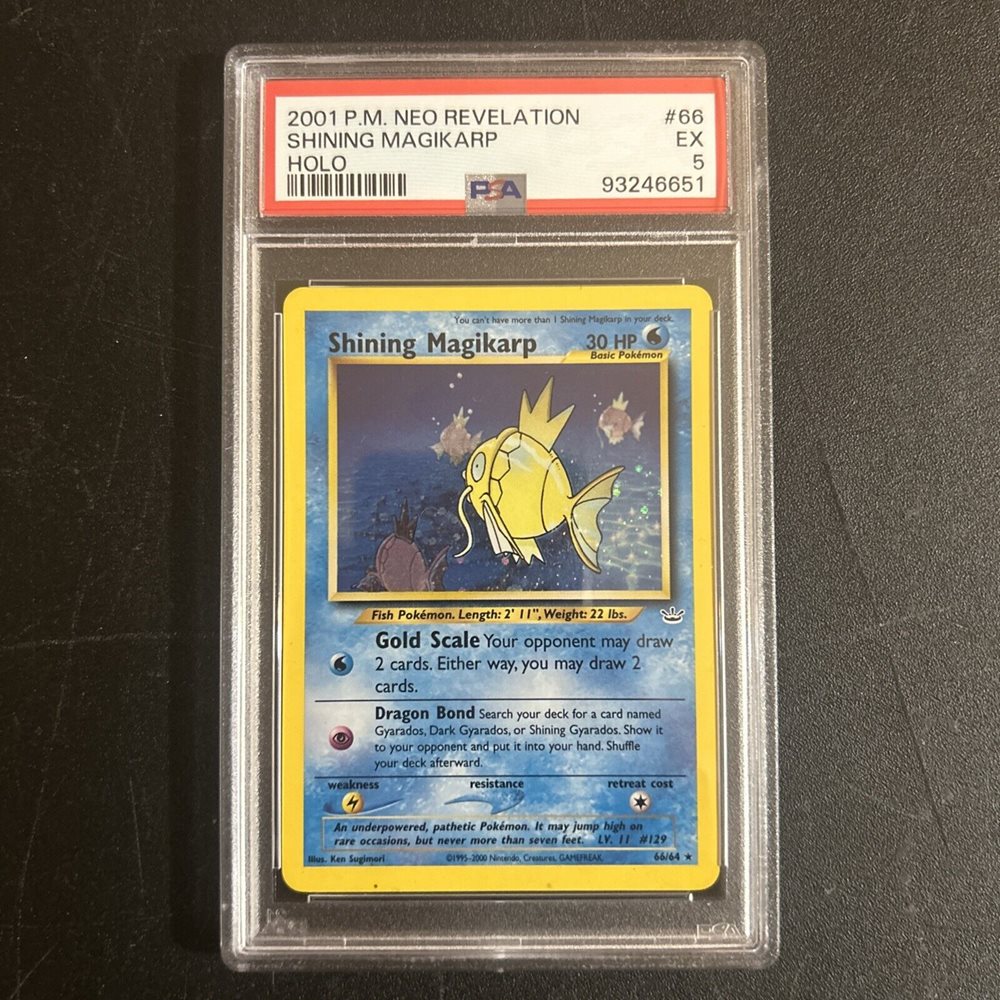 2001 P.M. NEO REVELATION #66
SHINING MAGIKARP EX
HOLO 5
PSA 93246651
You can't have more than 1 Shining Magikarp in your deck.
Shining Magikarp 30 HP
Basic Pokémon
Fish Pokémon. Length: 2' 11", Weight: 22 lbs.
Gold Scale Your opponent may draw
2 cards. Either way, you may draw 2
cards.
Dragon Bond Search your deck for a card named
Gyarados, Dark Gyarados, or Shining Gyarados. Show it
to your opponent and put it into your hand. Shuffle
your deck afterward.
weakness resistance retreat cost
An underpowered, pathetic Pokémon. It may jump high on
rare occasions, but never more than seven feet. LV. 11 #129
Illus. Ken Sugimori ©1995-2000 Nintendo, Creatures, GAMEFREAK. 66/64 ★